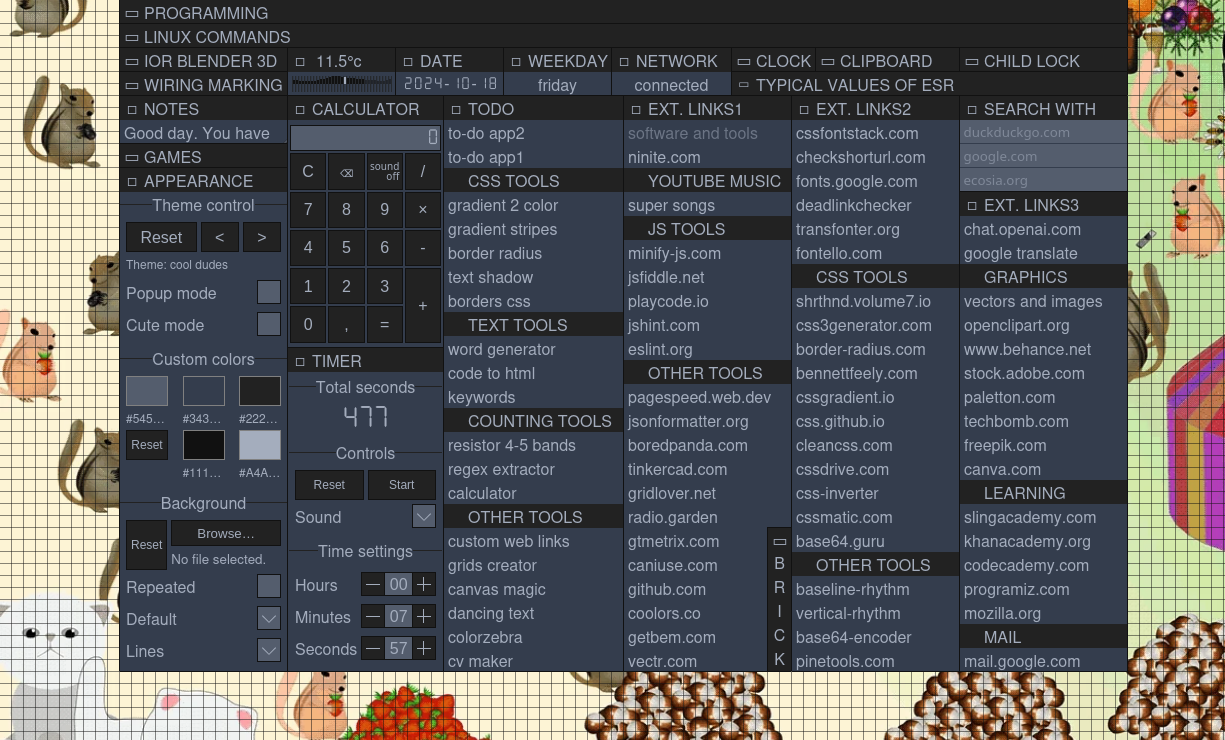 PROGRAMMING
LINUX COMMANDS
IOR BLENDER 3D
11.5°c
DATE
WEEKDAY
NETWORK
CLOCK
CLIPBOARD
CHILD LOCK
WIRING MARKING
2024-10-18
friday
connected
TYPICAL VALUES OF ESR
NOTES
Good day. You have
GAMES
APPEARANCE
Theme control
Reset < >
Theme: cool dudes
Popup mode
Cute mode
Custom colors
#545... #343... #222...
Reset
#111... #A4A...
Background
Reset
Browse...
No file selected.
Repeated
Default
Lines
CALCULATOR
0
C ⌫ sound off /
7 8 9 ×
4 5 6 -
1 2 3 +
0 , =
TIMER
Total seconds
477
Controls
Reset Start
Sound
Time settings
Hours — 00 +
Minutes — 07 +
Seconds — 57 +
TODO
to-do app2
to-do app1
CSS TOOLS
gradient 2 color
gradient stripes
border radius
text shadow
borders css
TEXT TOOLS
word generator
code to html
keywords
COUNTING TOOLS
resistor 4-5 bands
regex extractor
calculator
OTHER TOOLS
custom web links
grids creator
canvas magic
dancing text
colorzebra
cv maker
EXT. LINKS1
software and tools
ninite.com
YOUTUBE MUSIC
super songs
JS TOOLS
minify-js.com
jsfiddle.net
playcode.io
jshint.com
eslint.org
OTHER TOOLS
pagespeed.web.dev
jsonformatter.org
boredpanda.com
tinkercad.com
gridlover.net
radio.garden
gtmetrix.com
caniuse.com
github.com
coolors.co
getbem.com
vectr.com
B
R
I
C
K
EXT. LINKS2
cssfontstack.com
checkshorturl.com
fonts.google.com
deadlinkchecker
transfonter.org
fontello.com
CSS TOOLS
shrthnd.volume7.io
css3generator.com
border-radius.com
bennettfeely.com
cssgradient.io
css.github.io
cleancss.com
cssdrive.com
css-inverter
cssmatic.com
base64.guru
OTHER TOOLS
baseline-rhythm
vertical-rhythm
base64-encoder
pinetools.com
SEARCH WITH
duckduckgo.com
google.com
ecosia.org
EXT. LINKS3
chat.openai.com
google translate
GRAPHICS
vectors and images
openclipart.org
www.behance.net
stock.adobe.com
paletton.com
techbomb.com
freepik.com
canva.com
LEARNING
slingacademy.com
khanacademy.org
codecademy.com
programiz.com
mozilla.org
MAIL
mail.google.com